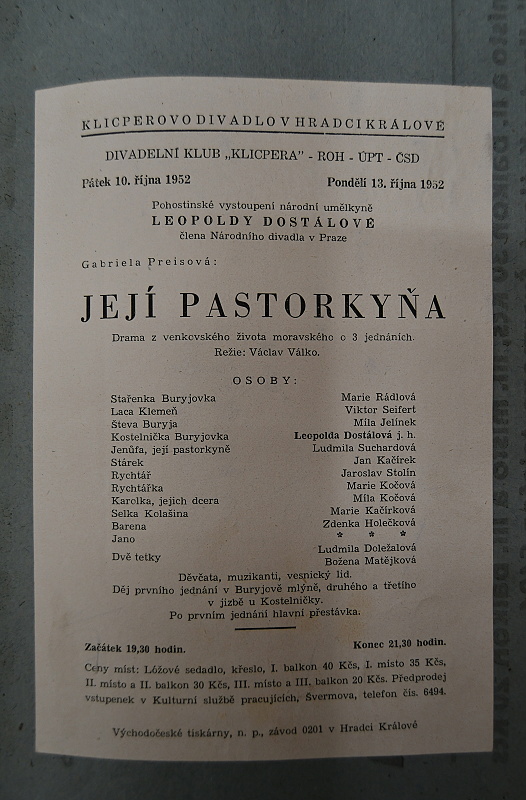 KLICPEROVO DIVADLO V HRADCI KRÁLOVÉ
DIVADELNÍ KLUB „KLICPERA" - ROH - ÚPT - ČSD
Pátek 10. října 1952 Pondělí 13. října 1952
Pohostinské vystoupení národní umělkyně
LEOPOLDY DOSTÁLOVÉ
člena Národního divadla v Praze
Gabriela Preisová:
JEJÍ PASTORKYŇA
Drama z venkovského života moravského o 3 jednáních.
Režie: Václav Válko.
OSOBY:
Stařenka Buryjovka Marie Rádlová
Laca Klemeň Viktor Seifert
Števa Buryja Míla Jelínek
Kostelnička Buryjovka Leopolda Dostálová j. h.
Jenůfa, její pastorkyně Ludmila Suchardová
Stárek Jan Kačírek
Rychtář Jaroslav Stolín
Rychtářka Marie Kočová
Karolka, jejich dcera Míla Kočová
Selka Kolašina Marie Kačírková
Barena Zdenka Holečková
Jano * * *
Dvě tetky Ludmila Doležalová
Božena Matějková
Děvčata, muzikanti, vesnický lid.
Děj prvního jednání v Buryjově mlýně, druhého a třetího
v jizbě u Kostelničky.
Po prvním jednání hlavní přestávka.
Začátek 19,30 hodin. Konec 21,30 hodin.
Ceny míst: Lóžové sedadlo, křeslo, I. balkon 40 Kčs, I. místo 35 Kčs,
II. místo a II. balkon 30 Kčs, III. místo a III. balkon 20 Kčs. Předprodej
vstupenek v Kulturní službě pracujících, Švermova, telefon čís. 6494.
Východočeské tiskárny, n. p., závod 0201 v Hradci Králové